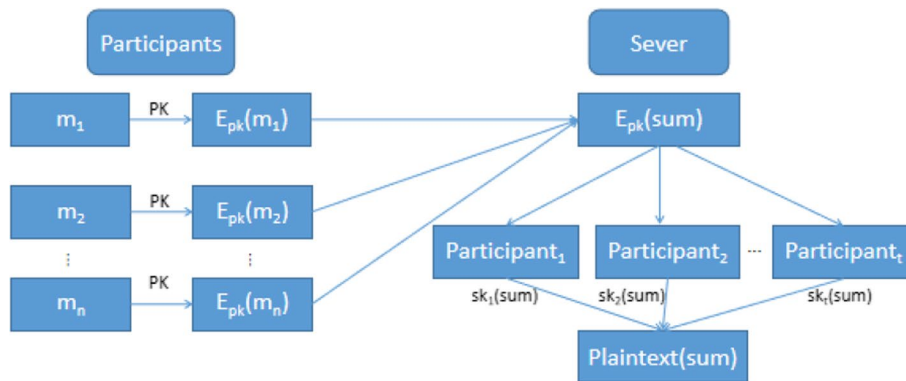 Participants
Sever
m₁
PK
Eₚₖ(m₁)
Eₚₖ(sum)
m₂
PK
Eₚₖ(m₂)
Participant₁
Participant₂
...
Participantₜ
⋮
⋮
mₙ
PK
Eₚₖ(mₙ)
sk₁(sum)
sk₂(sum)
skₜ(sum)
Plaintext(sum)